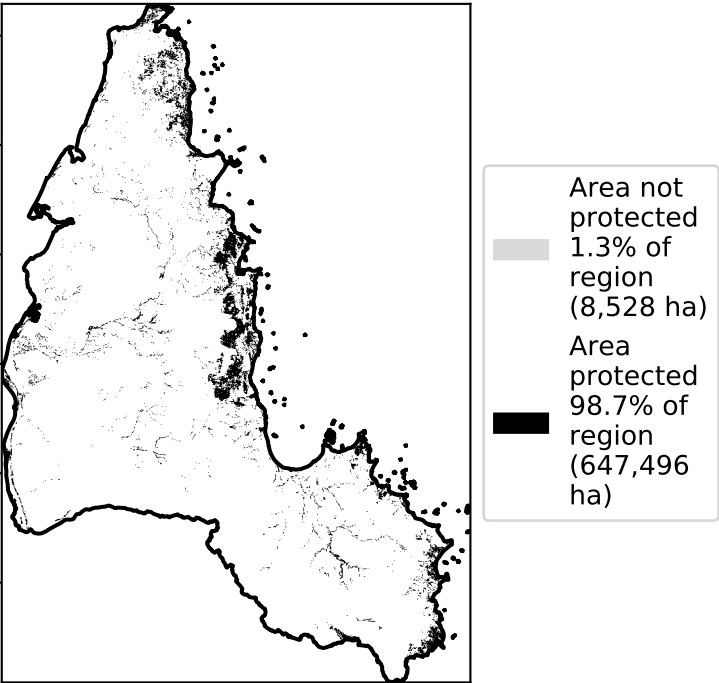 Area not
protected
1.3% of
region
(8,528 ha)
Area
protected
98.7% of
region
(647,496
ha)